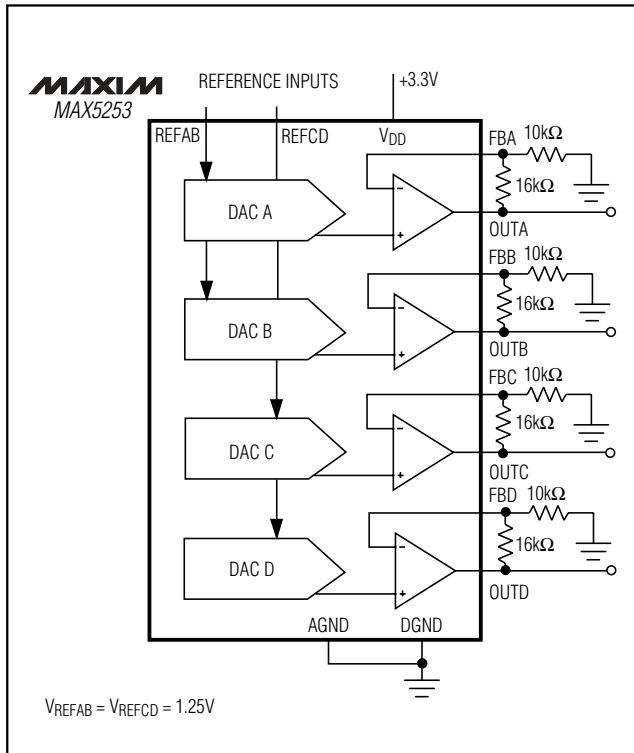 MAXIM
MAX5253
REFERENCE INPUTS
+3.3V
REFAB
REFCD
VDD
DAC A
−
+
FBA
10kΩ
16kΩ
OUTA
DAC B
−
+
FBB
10kΩ
16kΩ
OUTB
DAC C
−
+
FBC
10kΩ
16kΩ
OUTC
DAC D
−
+
FBD
10kΩ
16kΩ
OUTD
AGND
DGND
VREFAB = VREFCD = 1.25V